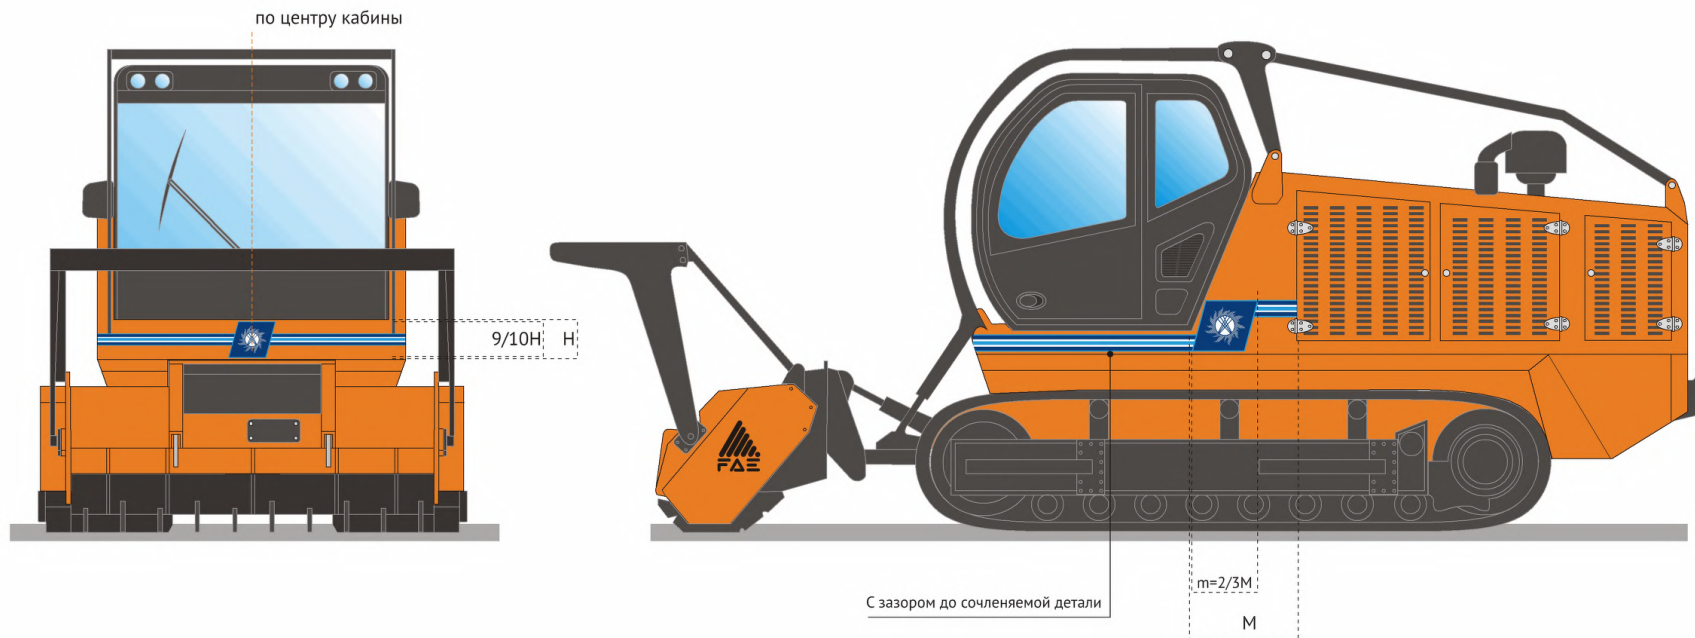 по центру кабины
9/10H H
FAE
m=2/3M
С зазором до сочленяемой детали
M